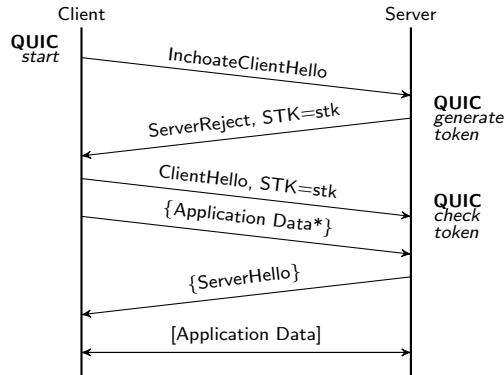 Client
Server
QUIC
start
InchoateClientHello
QUIC
generate
token
ServerReject, STK=stk
ClientHello, STK=stk
QUIC
check
token
{Application Data*}
{ServerHello}
[Application Data]